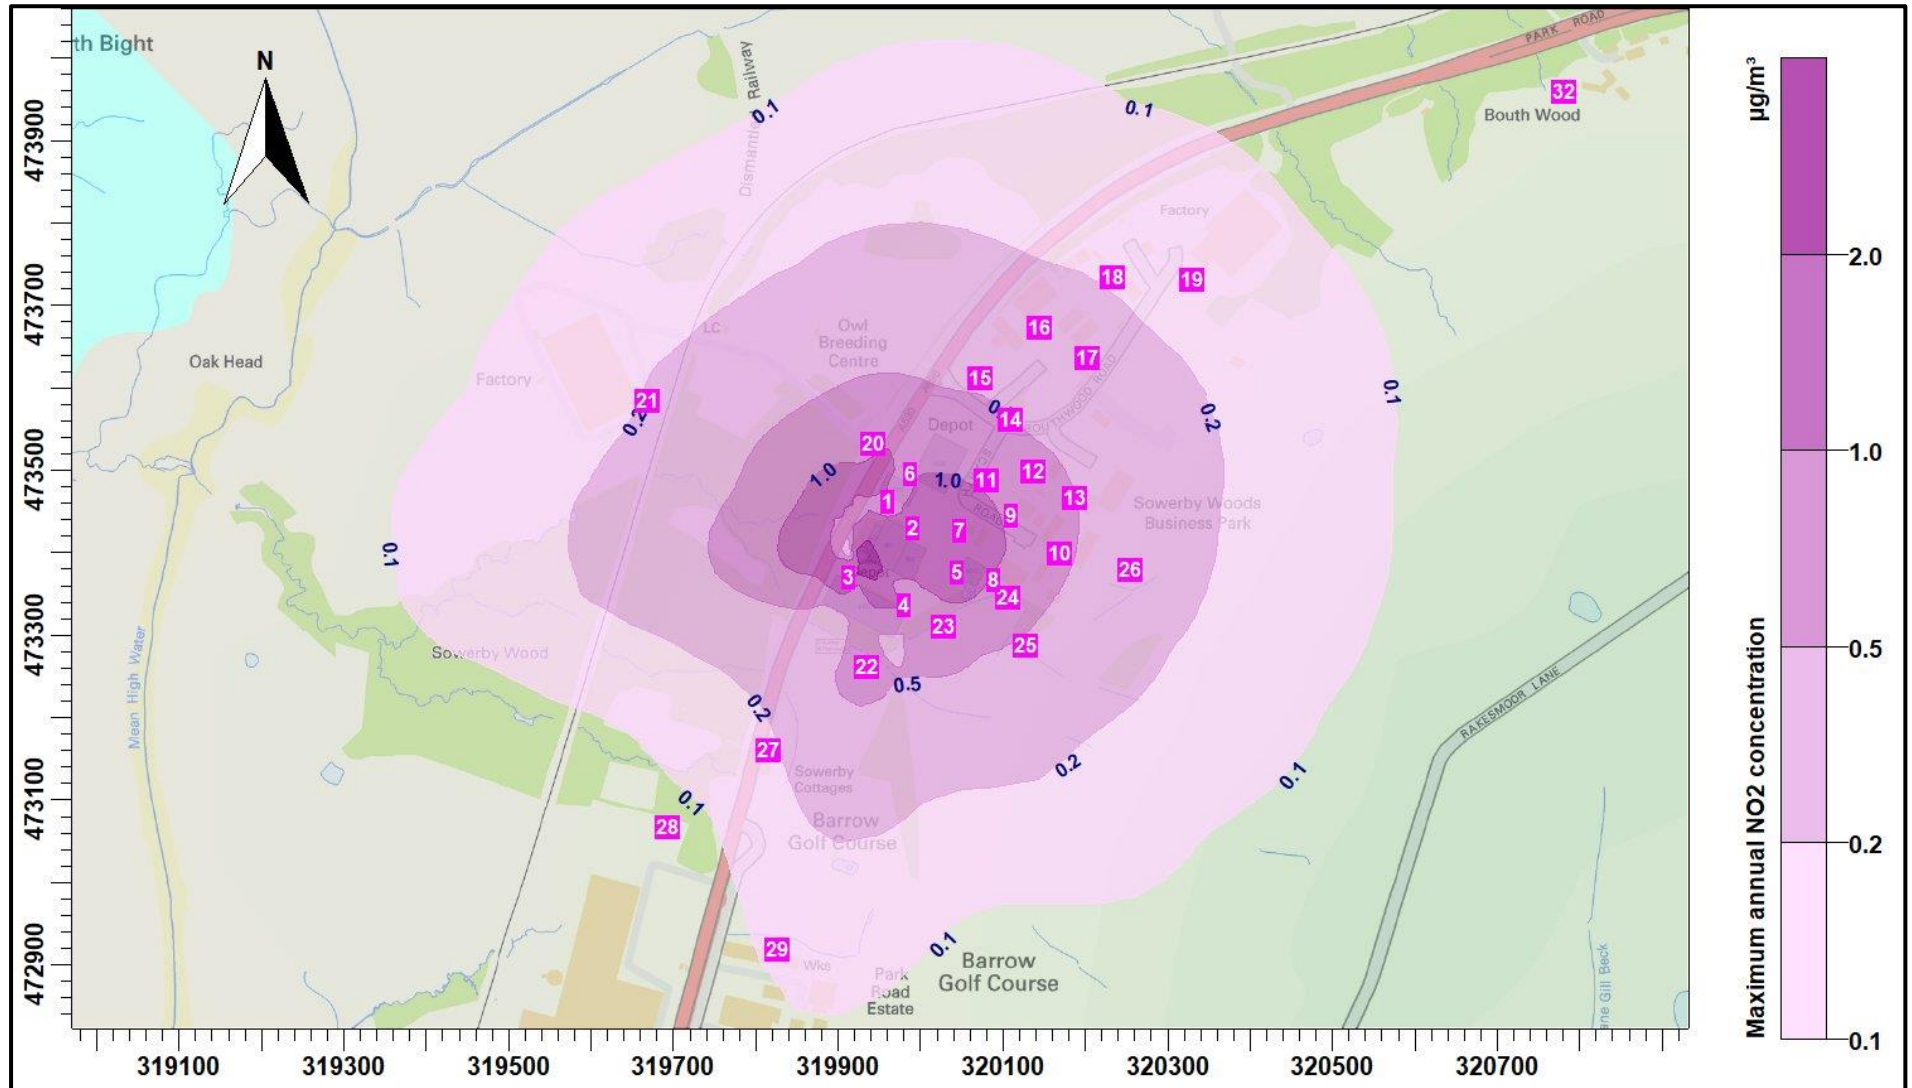 th Bight
N
PARK ROAD
32
Bouth Wood
0.1
0.1
Dismantled Railway
Factory
18
19
Oak Head
LC
Owl
Breeding
Centre
16
17
15
Factory
21
0.2
0.1
0.2
14
SOUTHWOOD ROAD
Depot
20
1.0
6
1.0
11
12
1
13
9
Sowerby Woods
Business Park
2
7
ROAD
10
0.1
3
5
8
26
24
4
23
25
Sowerby Wood
22
0.5
0.2
27
0.2
0.1
Sowerby
Cottages
0.1
28
Barrow
Golf Course
RAKESMOOR LANE
Mean High Water
29
Wks
0.1
Park
Road
Estate
Barrow
Golf Course
473900
473700
473500
473300
473100
472900
319100 319300 319500 319700 319900 320100 320300 320500 320700
µg/m³
Maximum annual NO2 concentration
2.0
1.0
0.5
0.2
0.1